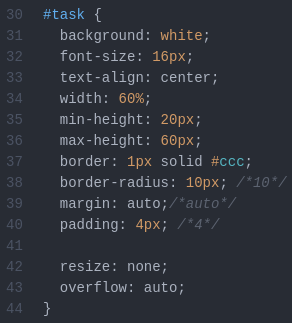 30 #task {
31 background: white;
32 font-size: 16px;
33 text-align: center;
34 width: 60%;
35 min-height: 20px;
36 max-height: 60px;
37 border: 1px solid #ccc;
38 border-radius: 10px; /*10*/
39 margin: auto;/*auto*/
40 padding: 4px; /*4*/
41
42 resize: none;
43 overflow: auto;
44 }